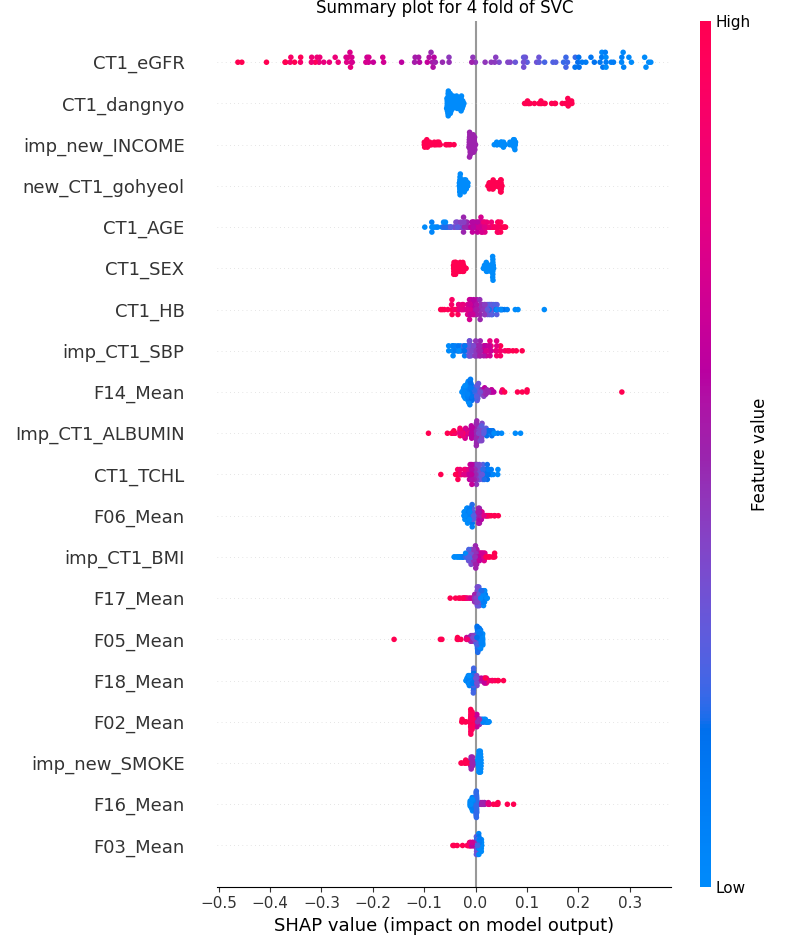 Summary plot for 4 fold of SVC
High
CT1_eGFR
CT1_dangnyo
imp_new_INCOME
new_CT1_gohyeol
CT1_AGE
CT1_SEX
CT1_HB
imp_CT1_SBP
F14_Mean
Imp_CT1_ALBUMIN
CT1_TCHL
F06_Mean
imp_CT1_BMI
F17_Mean
F05_Mean
F18_Mean
F02_Mean
imp_new_SMOKE
F16_Mean
F03_Mean
Feature value
Low
−0.5 −0.4 −0.3 −0.2 −0.1 0.0 0.1 0.2 0.3
SHAP value (impact on model output)